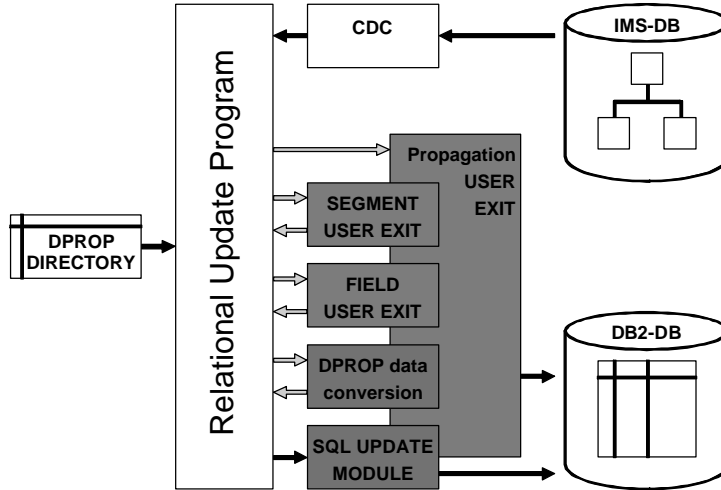 CDC
IMS-DB
Relational Update Program
Propagation
USER
EXIT
SEGMENT
USER EXIT
DPROP
DIRECTORY
FIELD
USER EXIT
DB2-DB
DPROP data
conversion
SQL UPDATE
MODULE